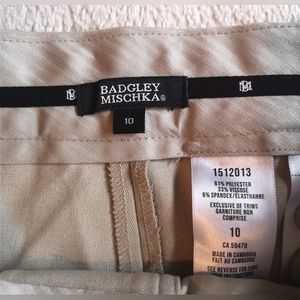 BADGLEY
MISCHKA®
10
1512013
61% POLYESTER
33% VISCOSE
6% SPANDEX/ELASTHANNE
EXCLUSIVE OF TRIMS
GARNITURE NON
COMPRISE
10
CA 59470
MADE IN CAMBODIA
FAIT AU CAMBODGE
SEE REVERSE FOR CARE